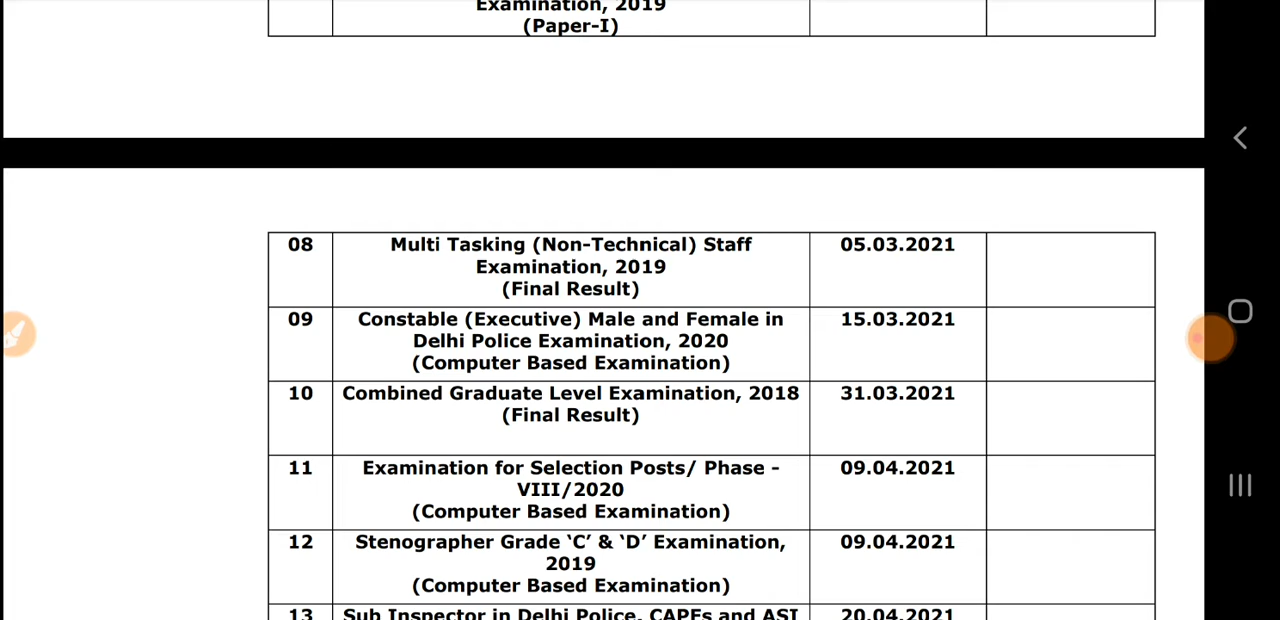 Examination, 2019
(Paper-I)
08 Multi Tasking (Non-Technical) Staff 05.03.2021
Examination, 2019
(Final Result)
09 Constable (Executive) Male and Female in 15.03.2021
Delhi Police Examination, 2020
(Computer Based Examination)
10 Combined Graduate Level Examination, 2018 31.03.2021
(Final Result)
11 Examination for Selection Posts/ Phase - 09.04.2021
VIII/2020
(Computer Based Examination)
12 Stenographer Grade ‘C’ & ‘D’ Examination, 09.04.2021
2019
(Computer Based Examination)
13 Sub Inspector in Delhi Police, CAPFs and ASI 20.04.2021